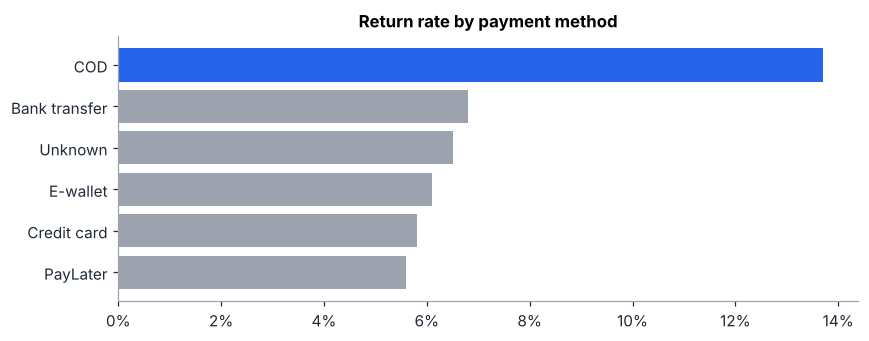 Return rate by payment method
COD
Bank transfer
Unknown
E-wallet
Credit card
PayLater
0% 2% 4% 6% 8% 10% 12% 14%